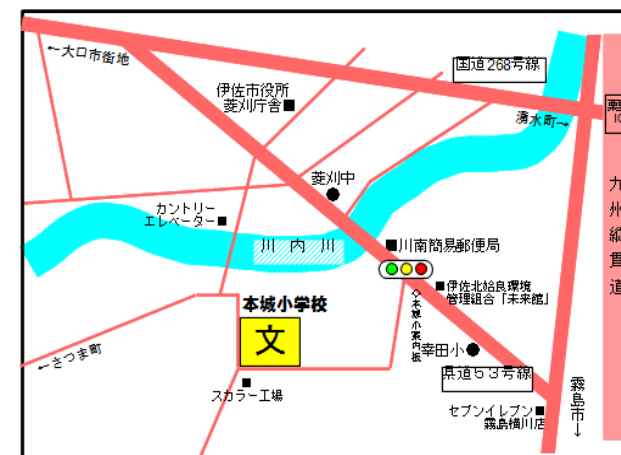 ←大口市街地
国道268号線
伊佐市役所
菱刈庁舎■
湧水町→
栗野
IC
菱刈中
カントリー
エレベーター■
川内川
■川南簡易郵便局
九州縦貫道
■伊佐北姶良環境
管理組合「未来館」
◇本城小案内板
本城小学校
文
←さつま町
幸田小
県道53号線
スカラー工場
セブンイレブン■
霧島横川店
霧島市→